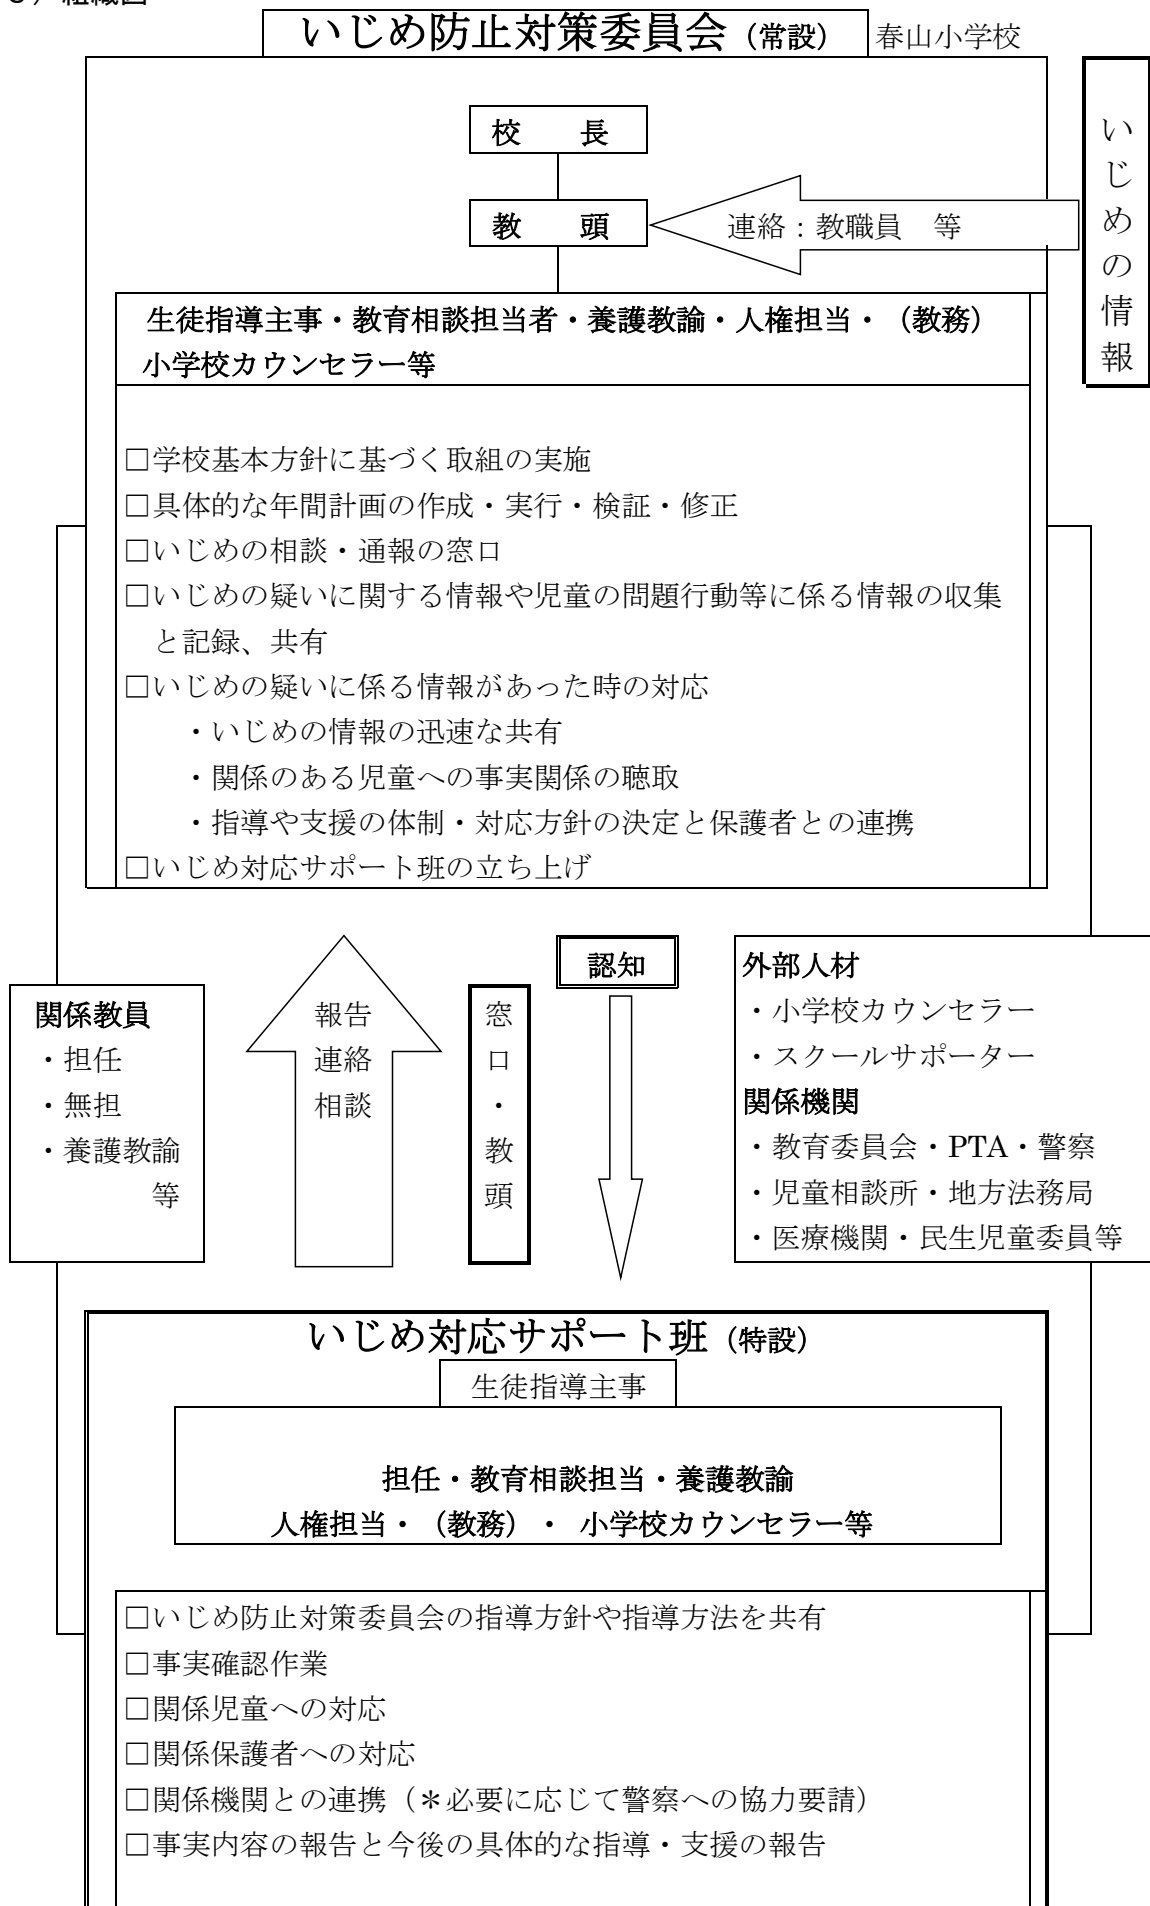 組織図
いじめ防止対策委員会（常設）
春山小学校
校　長
教　頭
連絡：教職員　等
いじめの情報
生徒指導主事・教育相談担当者・養護教諭・人権担当・（教務）
小学校カウンセラー等
□学校基本方針に基づく取組の実施
□具体的な年間計画の作成・実行・検証・修正
□いじめの相談・通報の窓口
□いじめの疑いに関する情報や児童の問題行動等に係る情報の収集
と記録、共有
□いじめの疑いに係る情報があった時の対応
・いじめの情報の迅速な共有
・関係のある児童への事実関係の聴取
・指導や支援の体制・対応方針の決定と保護者との連携
□いじめ対応サポート班の立ち上げ
関係教員
・担任
・無担
・養護教諭
等
報告
連絡
相談
窓口・教頭
認知
外部人材
・小学校カウンセラー
・スクールサポーター
関係機関
・教育委員会・PTA・警察
・児童相談所・地方法務局
・医療機関・民生児童委員等
いじめ対応サポート班（特設）
生徒指導主事
担任・教育相談担当・養護教諭
人権担当・（教務）・ 小学校カウンセラー等
□いじめ防止対策委員会の指導方針や指導方法を共有
□事実確認作業
□関係児童への対応
□関係保護者への対応
□関係機関との連携（＊必要に応じて警察への協力要請）
□事実内容の報告と今後の具体的な指導・支援の報告